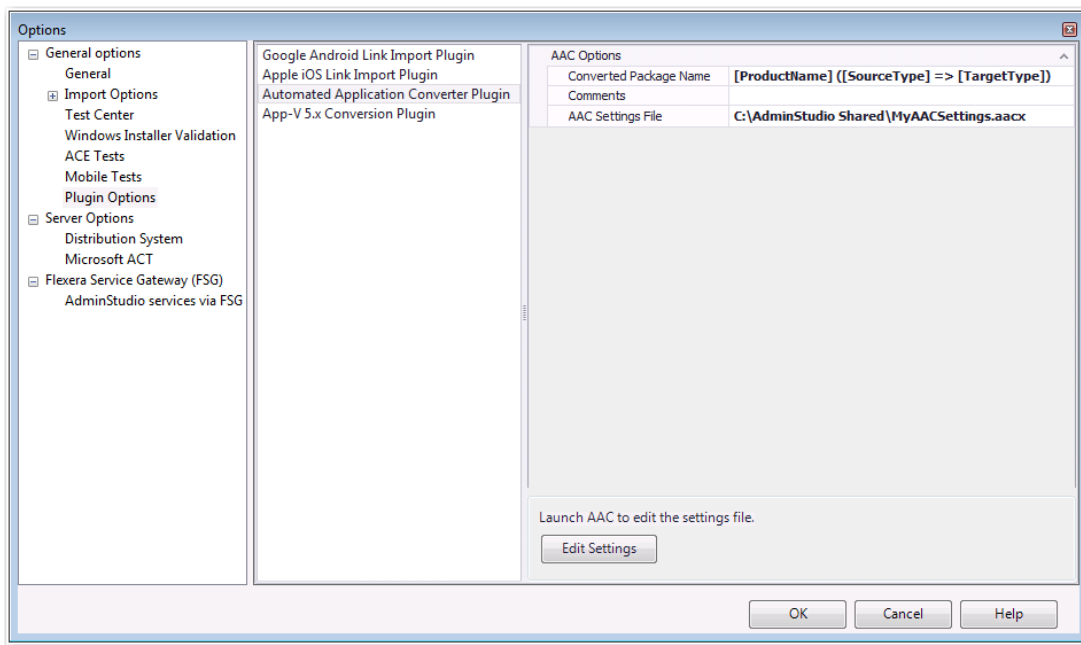 Options
General options
General
Import Options
Test Center
Windows Installer Validation
ACE Tests
Mobile Tests
Plugin Options
Server Options
Distribution System
Microsoft ACT
Flexera Service Gateway (FSG)
AdminStudio services via FSG
Google Android Link Import Plugin
Apple iOS Link Import Plugin
Automated Application Converter Plugin
App-V 5.x Conversion Plugin
AAC Options
Converted Package Name [ProductName] ([SourceType] => [TargetType])
Comments
AAC Settings File C:\AdminStudio Shared\MyAACSettings.aacx
Launch AAC to edit the settings file.
Edit Settings
OK Cancel Help